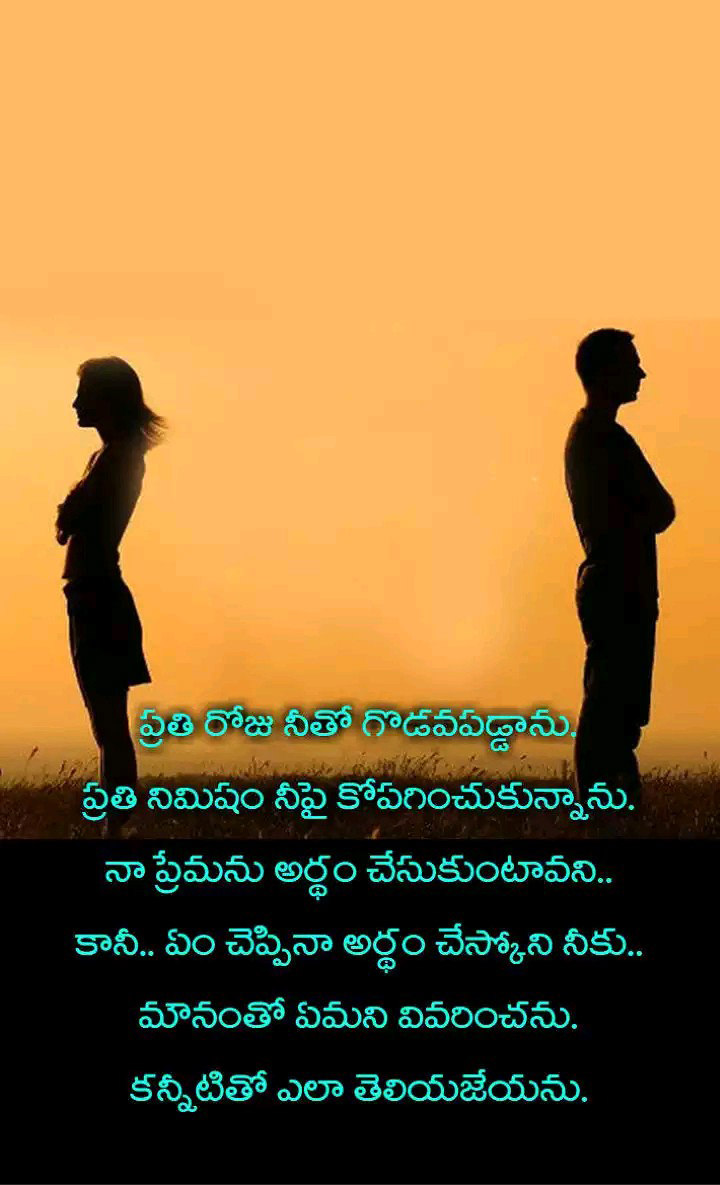 ప్రతి రోజు నీతో గొడవపడ్డాను.
ప్రతి నిమిషం నీపై కోపగించుకున్నాను.
నా ప్రేమను అర్థం చేసుకుంటావని..
కానీ.. ఏం చెప్పినా అర్థం చేస్కోని నీకు..
మౌనంతో ఏమని వివరించను.
కన్నీటితో ఎలా తెలియజేయను.